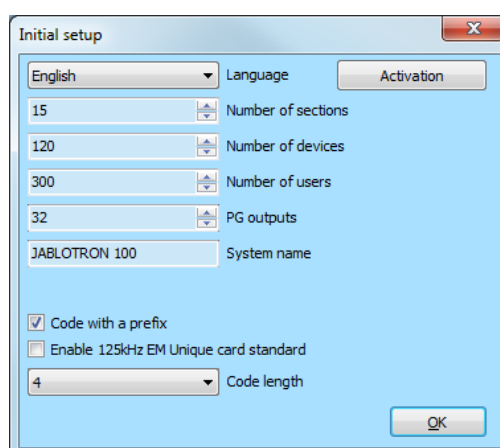 Initial setup
English Language Activation
15 Number of sections
120 Number of devices
300 Number of users
32 PG outputs
JABLOTRON 100 System name
Code with a prefix
Enable 125kHz EM Unique card standard
4 Code length
OK